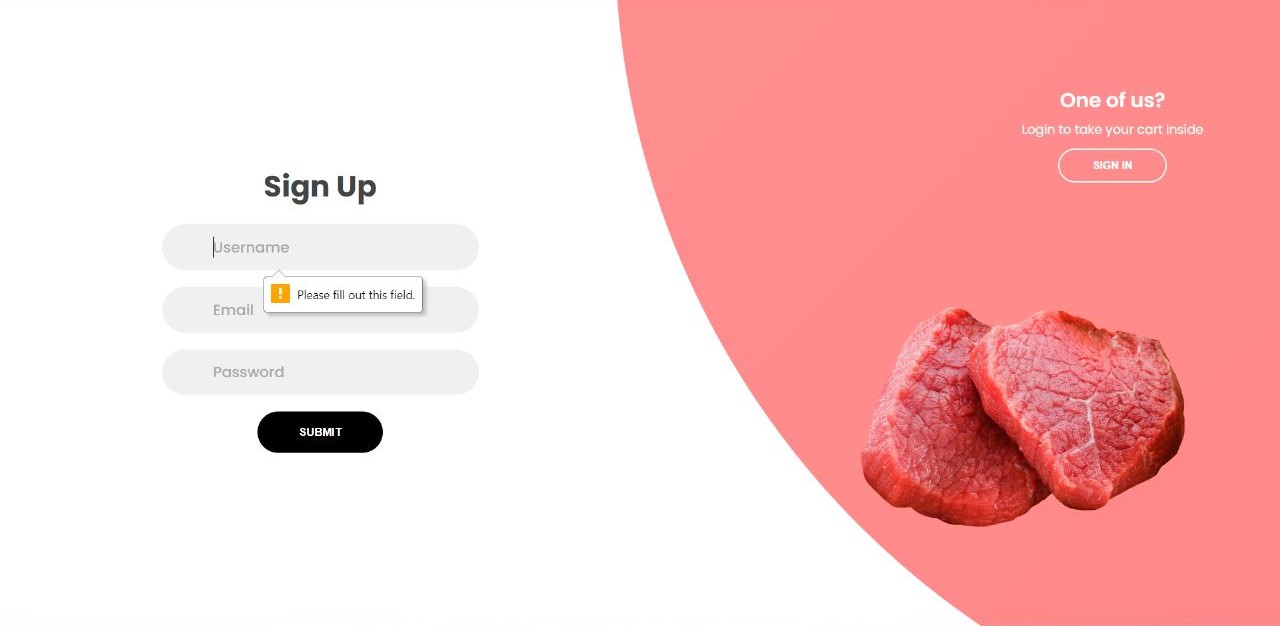 Sign Up
Username
Please fill out this field.
Email
Password
SUBMIT
One of us?
Login to take your cart inside
SIGN IN